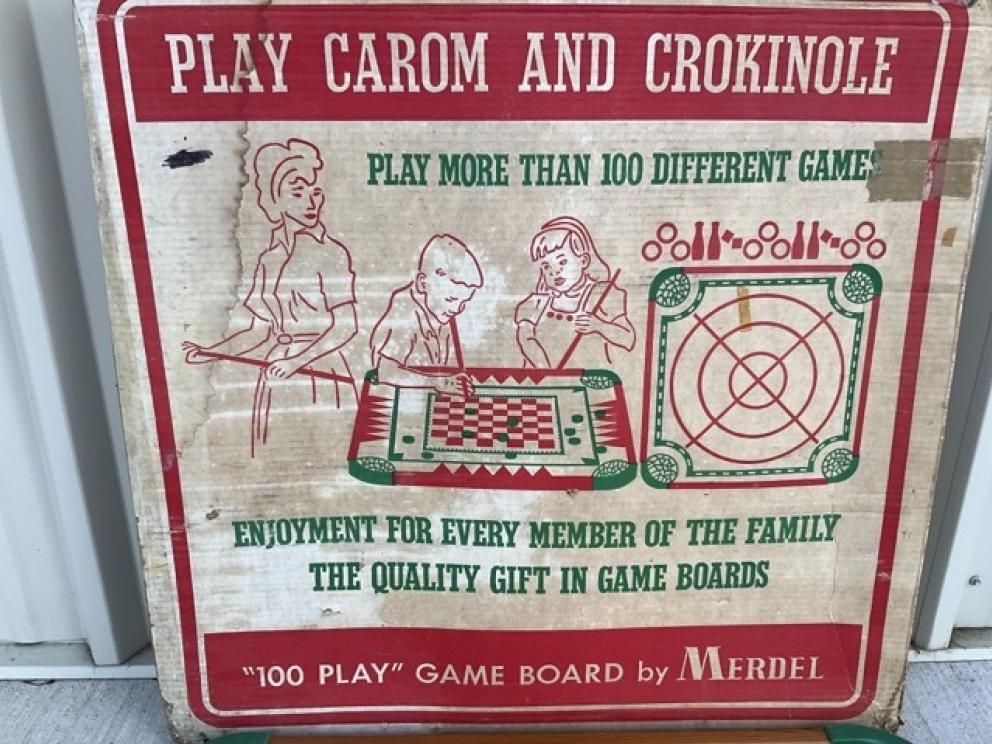 PLAY CAROM AND CROKINOLE
PLAY MORE THAN 100 DIFFERENT GAMES
ENJOYMENT FOR EVERY MEMBER OF THE FAMILY
THE QUALITY GIFT IN GAME BOARDS
"100 PLAY" GAME BOARD by MERDEL